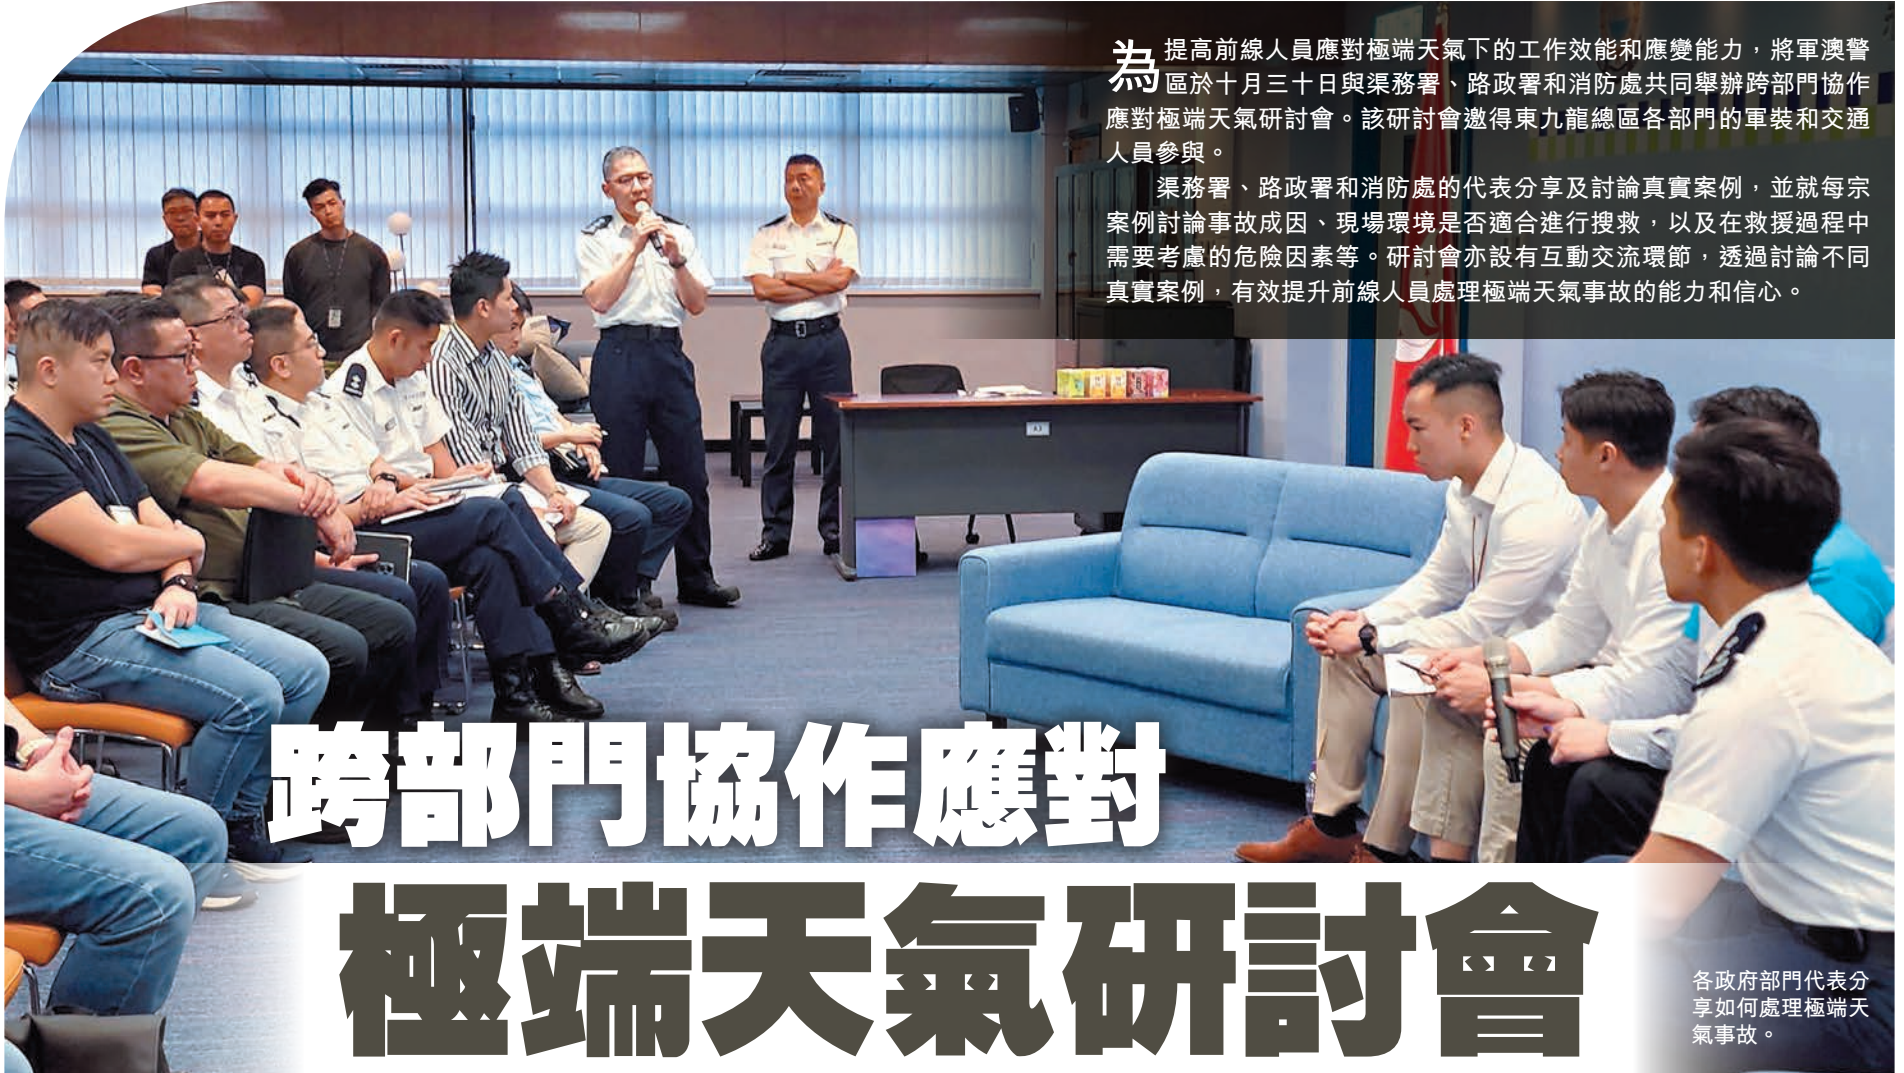 為提高前線人員應對極端天氣下的工作效能和應變能力，將軍澳警
區於十月三十日與渠務署、路政署和消防處共同舉辦跨部門協作
應對極端天氣研討會。該研討會邀得東九龍總區各部門的軍裝和交通
人員參與。
渠務署、路政署和消防處的代表分享及討論真實案例，並就每宗
案例討論事故成因、現場環境是否適合進行搜救，以及在救援過程中
需要考慮的危險因素等。研討會亦設有互動交流環節，透過討論不同
真實案例，有效提升前線人員處理極端天氣事故的能力和信心。
A3
跨部門協作應對
極端天氣研討會
各政府部門代表分
享如何處理極端天
氣事故。